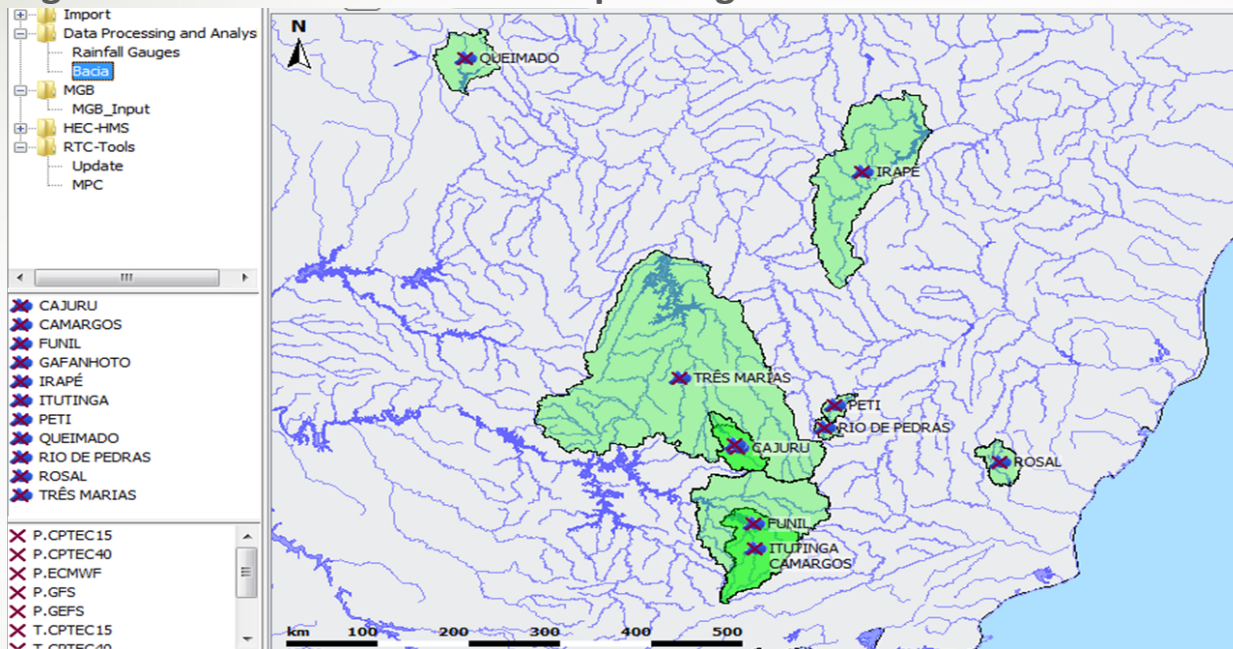 Import
Data Processing and Analys
Rainfall Gauges
Bacia
MGB
MGB_Input
HEC-HMS
RTC-Tools
Update
MPC
CAJURU
CAMARGOS
FUNIL
GAFANHOTO
IRAPÉ
ITUTINGA
PETI
QUEIMADO
RIO DE PEDRAS
ROSAL
TRÊS MARIAS
P.CPTEC15
P.CPTEC40
P.ECMWF
P.GFS
P.GEFS
T.CPTEC15
T.CPTEC40
N
QUEIMADO
IRAPÉ
TRÊS MARIAS
PETI
RIO DE PEDRAS
CAJURU
ROSAL
FUNIL
ITUTINGA
CAMARGOS
km 100 200 300 400 500